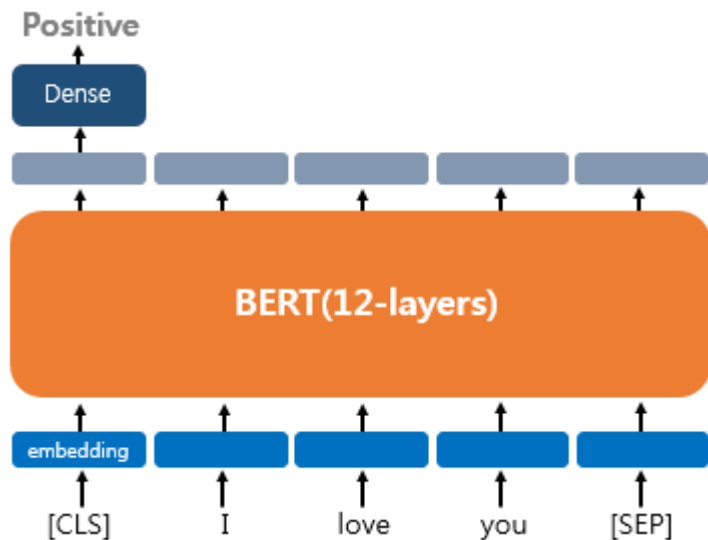 Positive
Dense
BERT(12-layers)
embedding
[CLS] I love you [SEP]